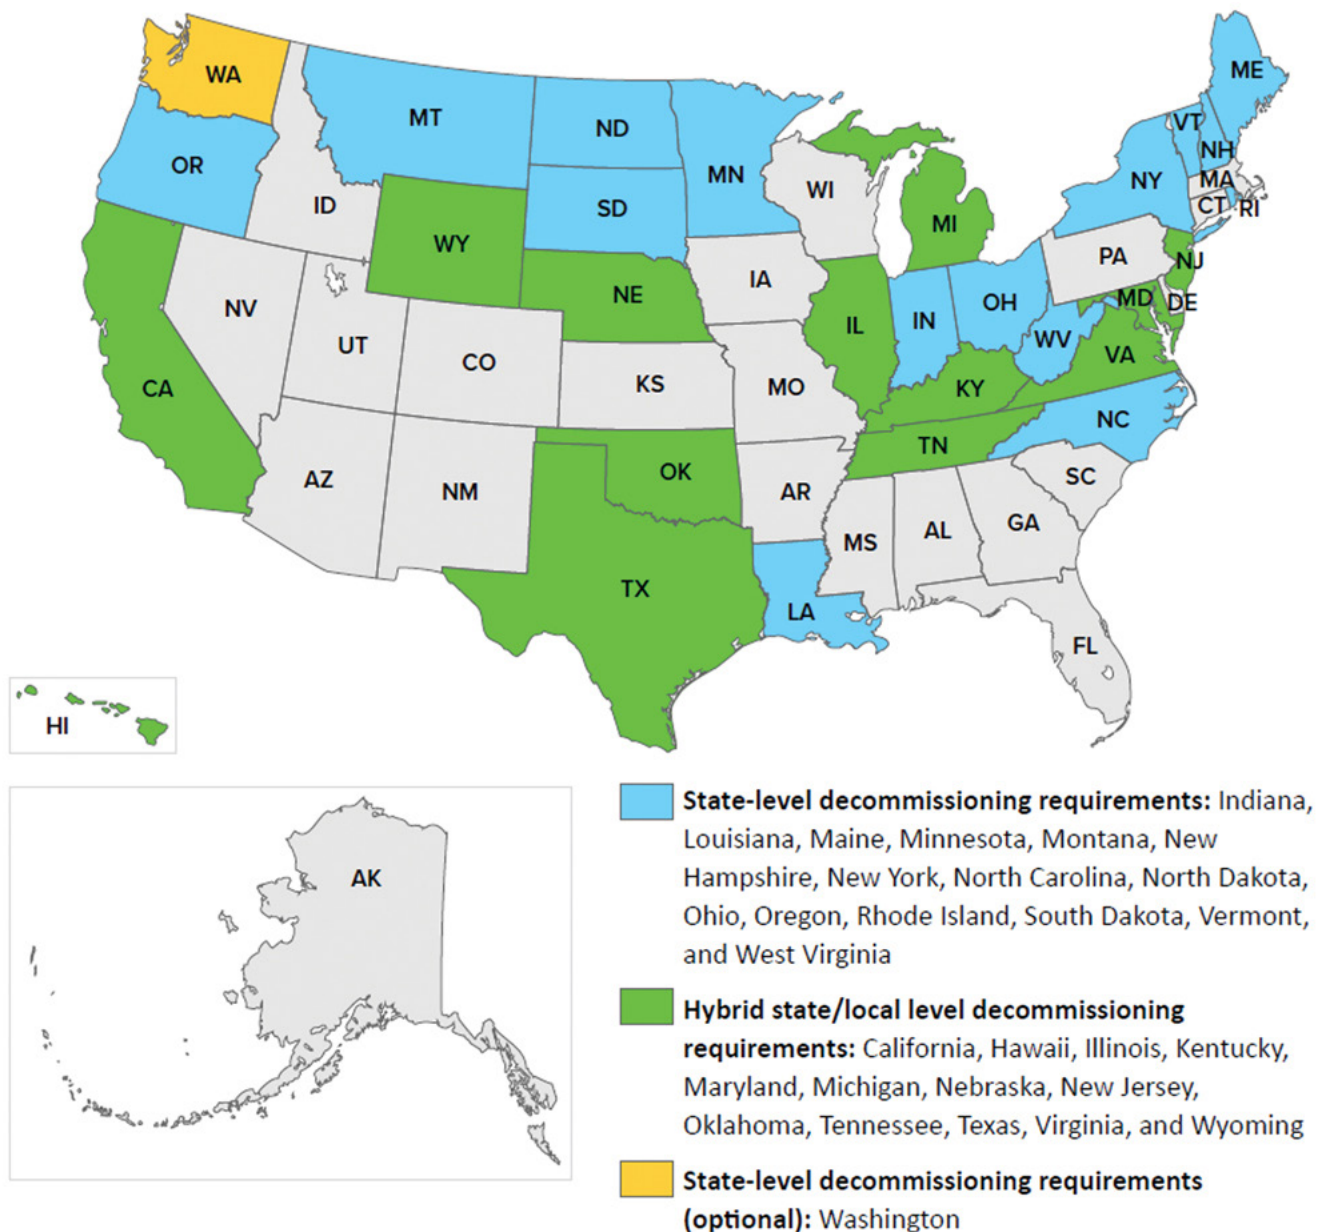 WA
MT
ND
MN
OR
ID
WY
SD
WI
MI
NY
VT
NH
ME
MA
CT
RI
PA
NJ
NE
IA
NV
UT
CO
IL
IN
OH
WV
MD
DE
VA
CA
KS
MO
KY
NC
TN
AZ
NM
OK
AR
SC
MS
AL
GA
TX
LA
FL
HI
AK
State-level decommissioning requirements: Indiana,
Louisiana, Maine, Minnesota, Montana, New
Hampshire, New York, North Carolina, North Dakota,
Ohio, Oregon, Rhode Island, South Dakota, Vermont,
and West Virginia
Hybrid state/local level decommissioning
requirements: California, Hawaii, Illinois, Kentucky,
Maryland, Michigan, Nebraska, New Jersey,
Oklahoma, Tennessee, Texas, Virginia, and Wyoming
State-level decommissioning requirements
(optional): Washington